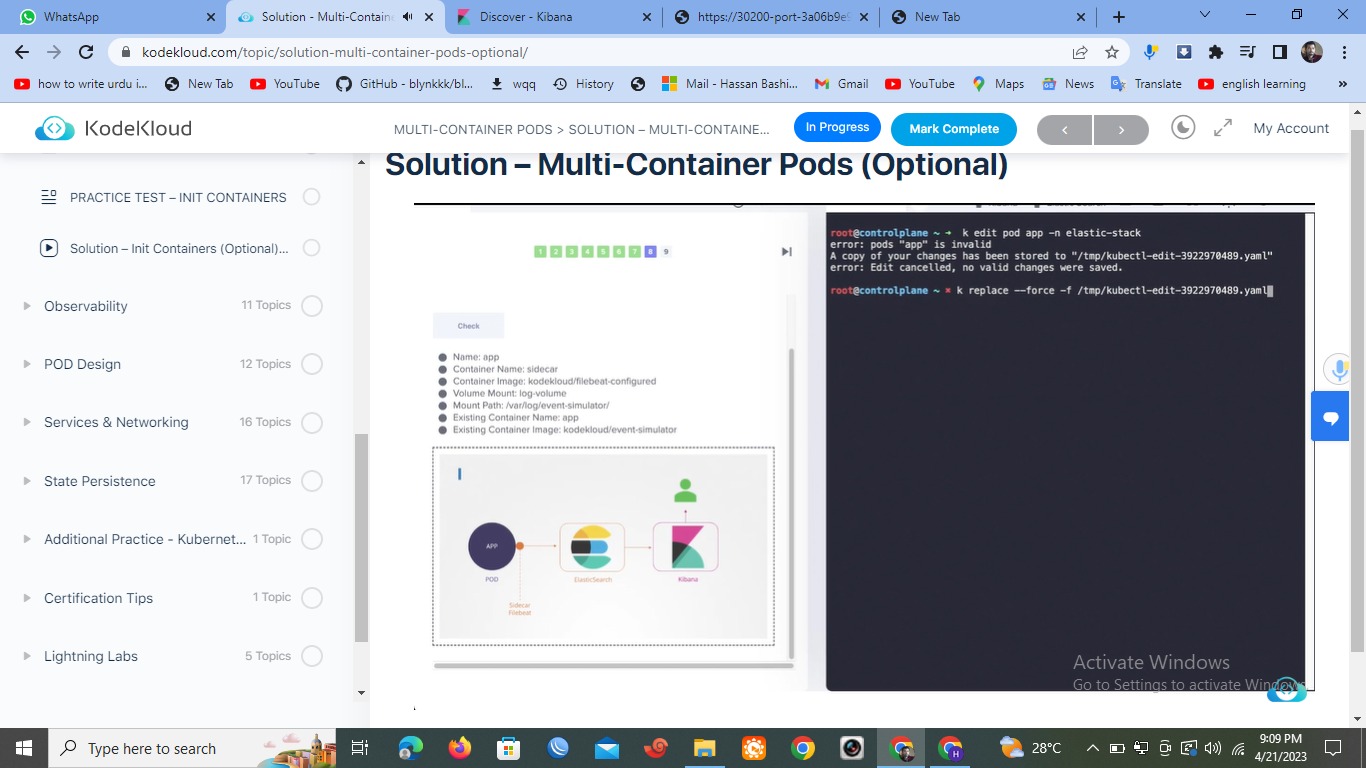 WhatsApp
Solution - Multi-Contain
Discover - Kibana
https://30200-port-3a06b9e9
New Tab
kodekloud.com/topic/solution-multi-container-pods-optional/
how to write urdu i...
New Tab
YouTube
GitHub - blynkkk/bl...
wqq
History
Mail - Hassan Bashi...
Gmail
YouTube
Maps
News
Translate
english learning
»
KodeKloud
MULTI-CONTAINER PODS > SOLUTION – MULTI-CONTAINE...
In Progress
Mark Complete
My Account
PRACTICE TEST – INIT CONTAINERS
Solution – Init Containers (Optional)...
Observability
11 Topics
POD Design
12 Topics
Services & Networking
16 Topics
State Persistence
17 Topics
Additional Practice - Kubernet...
1 Topic
Certification Tips
1 Topic
Lightning Labs
5 Topics
Solution – Multi-Container Pods (Optional)
1 2 3 4 5 6 7 8 9
Check
Name: app
Container Name: sidecar
Container Image: kodekloud/filebeat-configured
Volume Mount: log-volume
Mount Path: /var/log/event-simulator/
Existing Container Name: app
Existing Container Image: kodekloud/event-simulator
APP
POD
ElasticSearch
Kibana
Sidecar
Filebeat
root@controlplane ~ ➜  k edit pod app -n elastic-stack
error: pods "app" is invalid
A copy of your changes has been stored to "/tmp/kubectl-edit-3922970489.yaml"
error: Edit cancelled, no valid changes were saved.
root@controlplane ~ ✖ k replace --force -f /tmp/kubectl-edit-3922970489.yaml
Activate Windows
Go to Settings to activate Windows.
Type here to search
28°C
9:09 PM
4/21/2023